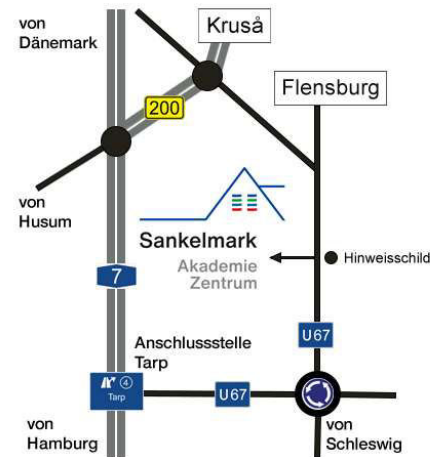 von
Dänemark
Kruså
200
Flensburg
von
Husum
Sankelmark
Akademie
Zentrum
Hinweisschild
7
U67
Anschlussstelle
Tarp
4
Tarp
U67
von
Hamburg
von
Schleswig